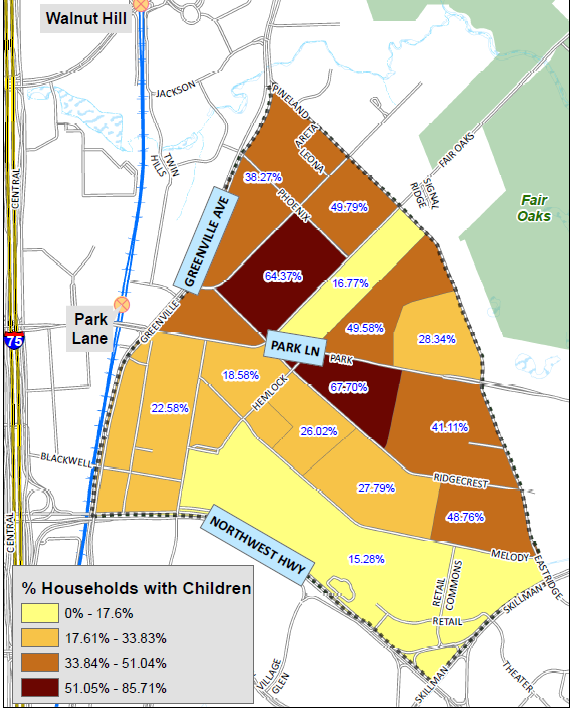 Walnut Hill
JACKSON
PINELAND
ARETA
LEONA
FAIR OAKS
TWIN
HILLS
CENTRAL
38.27%
PHOENIX
49.79%
SIGNAL
RIDGE
Fair
Oaks
GREENVILLE AVE
64.37%
16.77%
Park
Lane
GREENVILLE
75
49.58%
28.34%
PARK LN
PARK
18.58%
67.70%
HEMLOCK
22.58%
26.02%
41.11%
BLACKWELL
27.79%
RIDGECREST
CENTRAL
48.76%
NORTHWEST HWY
15.28%
MELODY
EASTRIDGE
RETAIL
COMMONS
SKILLMAN
RETAIL
% Households with Children
0% - 17.6%
17.61% - 33.83%
33.84% - 51.04%
51.05% - 85.71%
VILLAGE
GLEN
SKILLMAN
THEATER